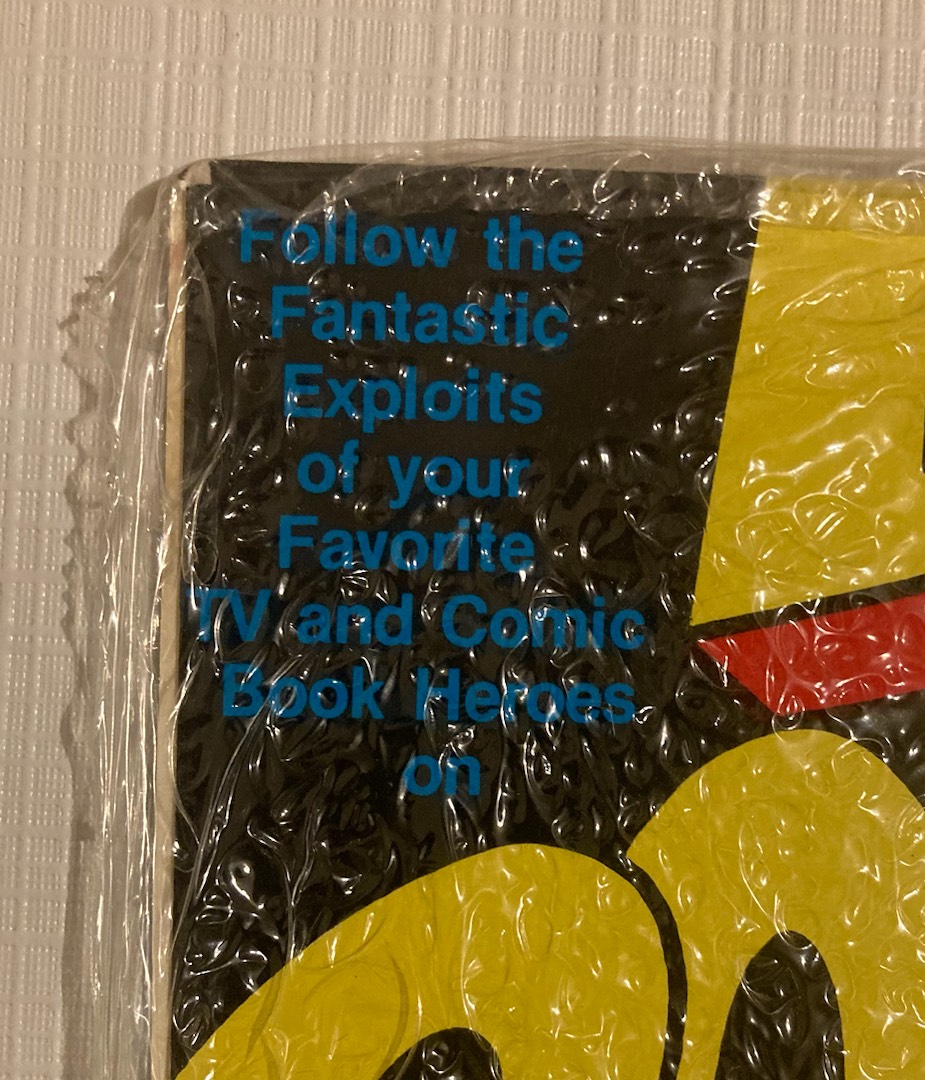 Follow the
Fantastic
Exploits
of your
Favorite
TV and Comic
Book Heroes
on